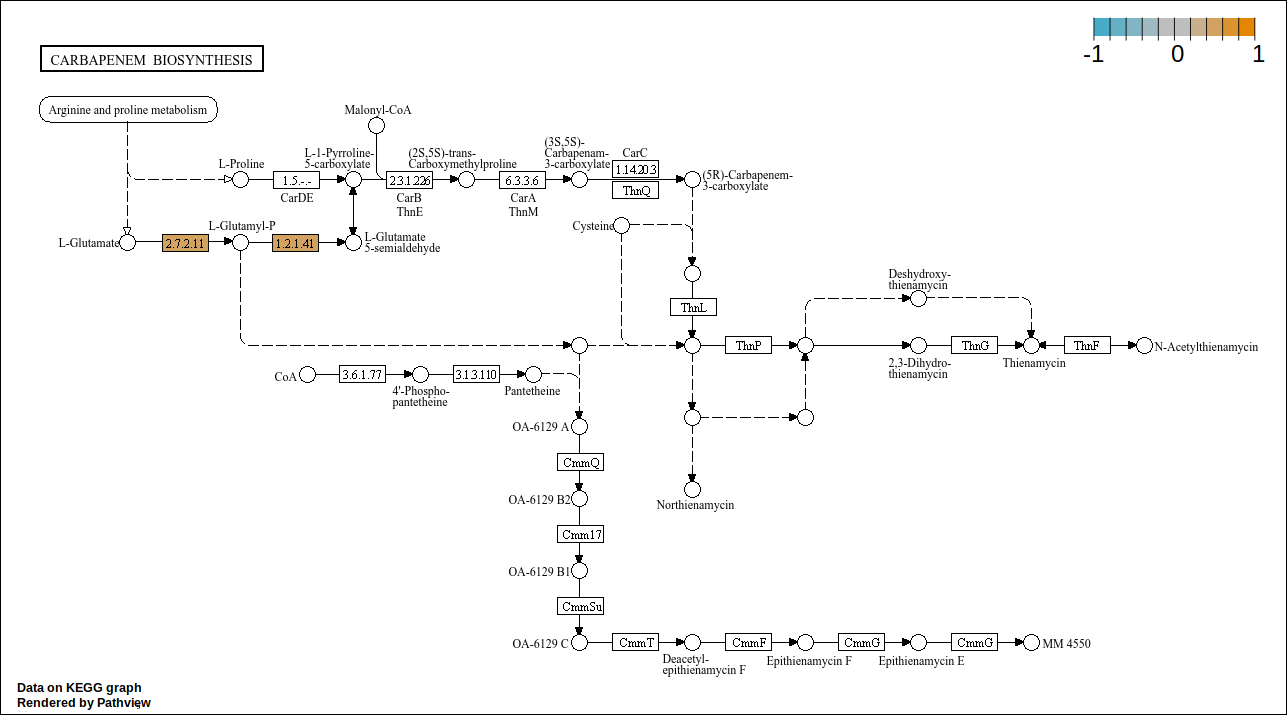 -1 0 1
CARBAPENEM BIOSYNTHESIS
Arginine and proline metabolism
Malonyl-CoA
L-Proline
L-1-Pyrroline-
5-carboxylate
(2S,5S)-trans-
Carboxymethylproline
(3S,5S)-
Carbapenam-
3-carboxylate
CarC
1.14.20.3
ThnQ
(5R)-Carbapenem-
3-carboxylate
1.5.-.-
CarDE
2.3.1.226
CarB
ThnE
6.3.3.6
CarA
ThnM
L-Glutamate
2.7.2.11
L-Glutamyl-P
1.2.1.41
L-Glutamate
5-semialdehyde
Cysteine
ThnL
Deshydroxy-
thienamycin
ThnP
2,3-Dihydro-
thienamycin
ThnG
Thienamycin
ThnF
N-Acetylthienamycin
CoA
3.6.1.77
4'-Phospho-
pantetheine
3.1.3.110
Pantetheine
OA-6129 A
CmmQ
OA-6129 B2
Northienamycin
Cmm17
OA-6129 B1
CmmSu
OA-6129 C
CmmT
Deacetyl-
epithienamycin F
CmmF
Epithienamycin F
CmmG
Epithienamycin E
CmmG
MM 4550
Data on KEGG graph
Rendered by Pathview